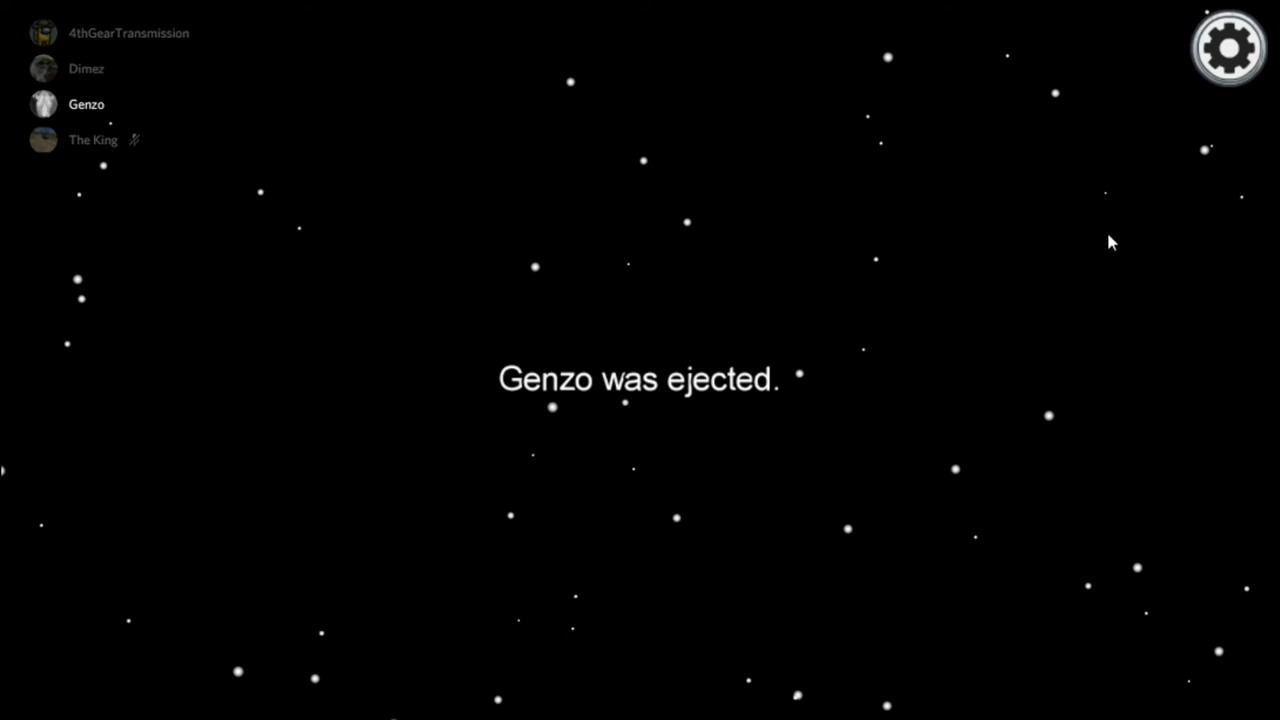 4thGearTransmission
Dimez
Genzo
The King
Genzo was ejected.